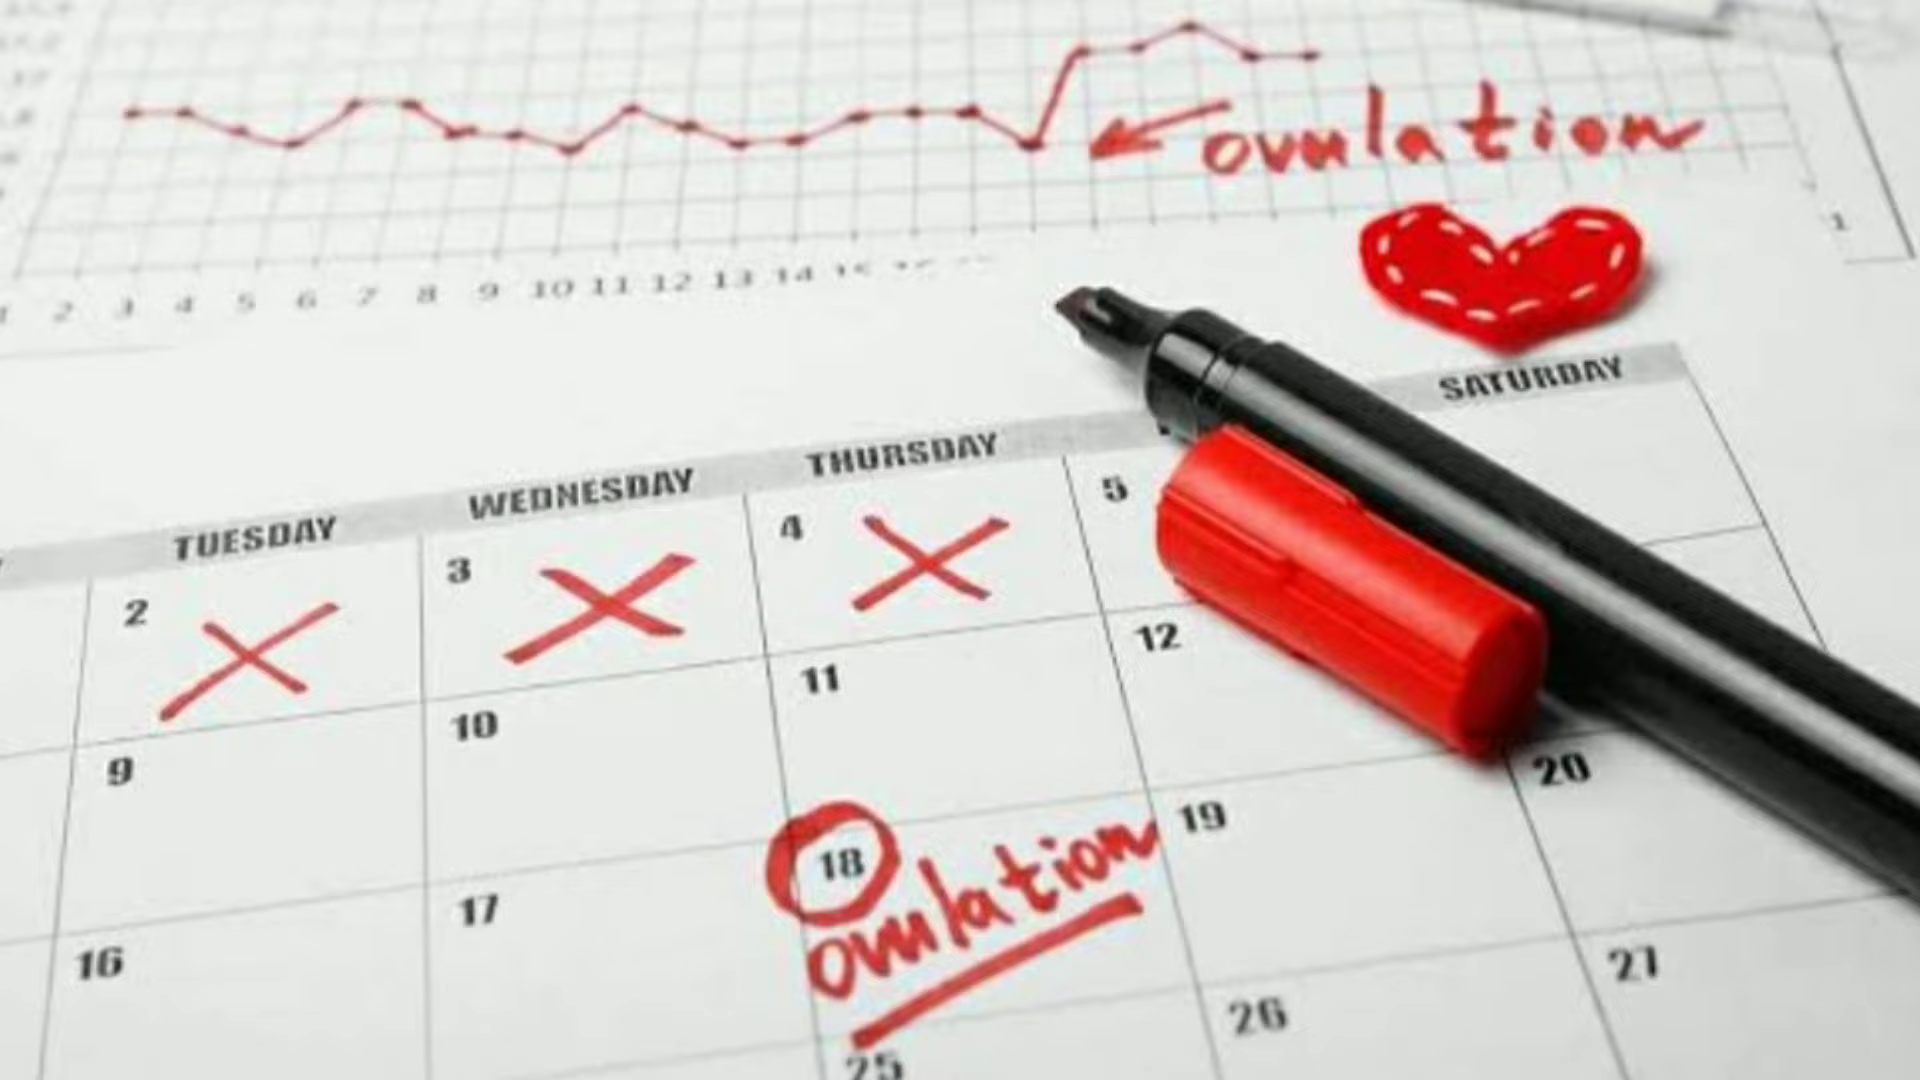 ovulation
1
1 2 3 4 5 6 7 8 9 10 11 12 13 14
SATURDAY
TUESDAY WEDNESDAY THURSDAY
2 3 4 5
9 10 11 12
16 17 18 19 20
ovulation
25 26 27